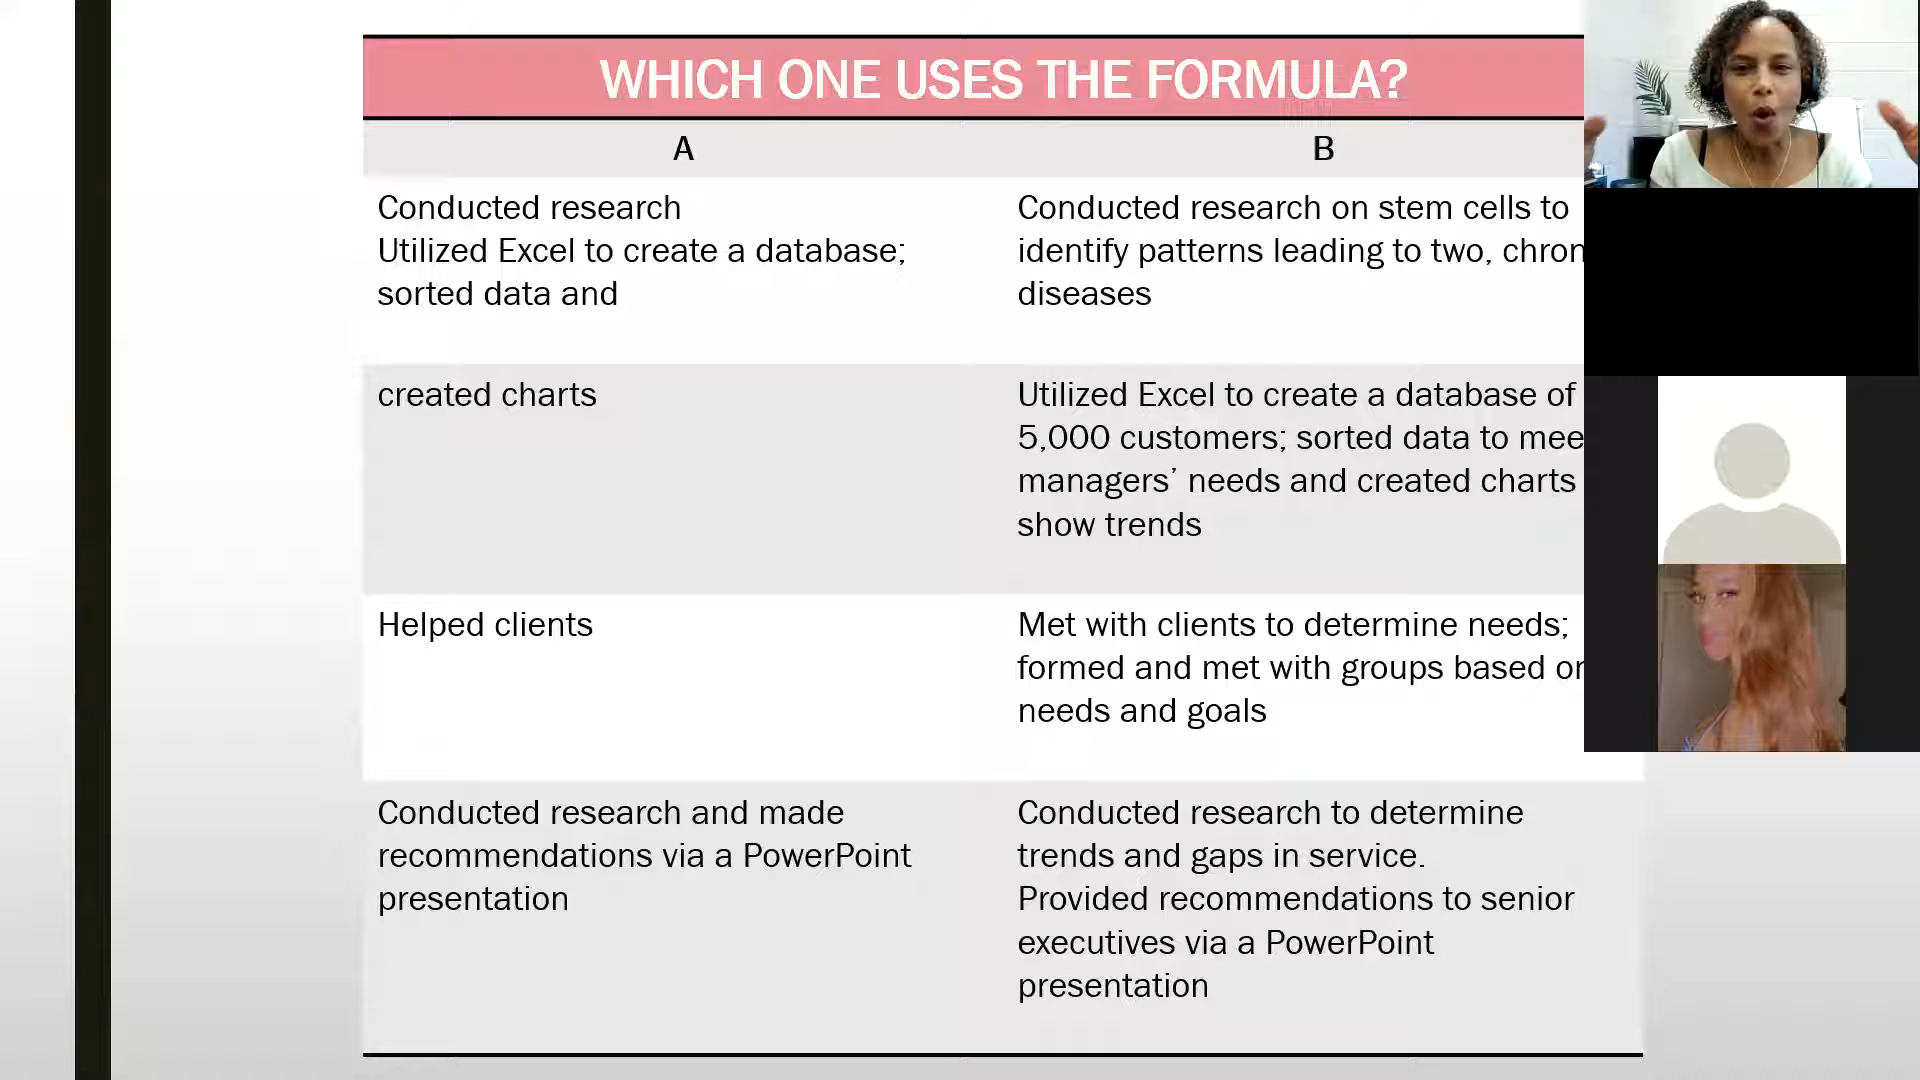 WHICH ONE USES THE FORMULA?
A
B
Conducted research
Utilized Excel to create a database;
sorted data and
Conducted research on stem cells to
identify patterns leading to two,
diseases
created charts
Utilized Excel to create a database of
5,000 customers; sorted data to
managers’ needs and created charts
show trends
Helped clients
Met with clients to determine needs;
formed and met with groups based
needs and goals
Conducted research and made
recommendations via a PowerPoint
presentation
Conducted research to determine
trends and gaps in service.
Provided recommendations to senior
executives via a PowerPoint
presentation